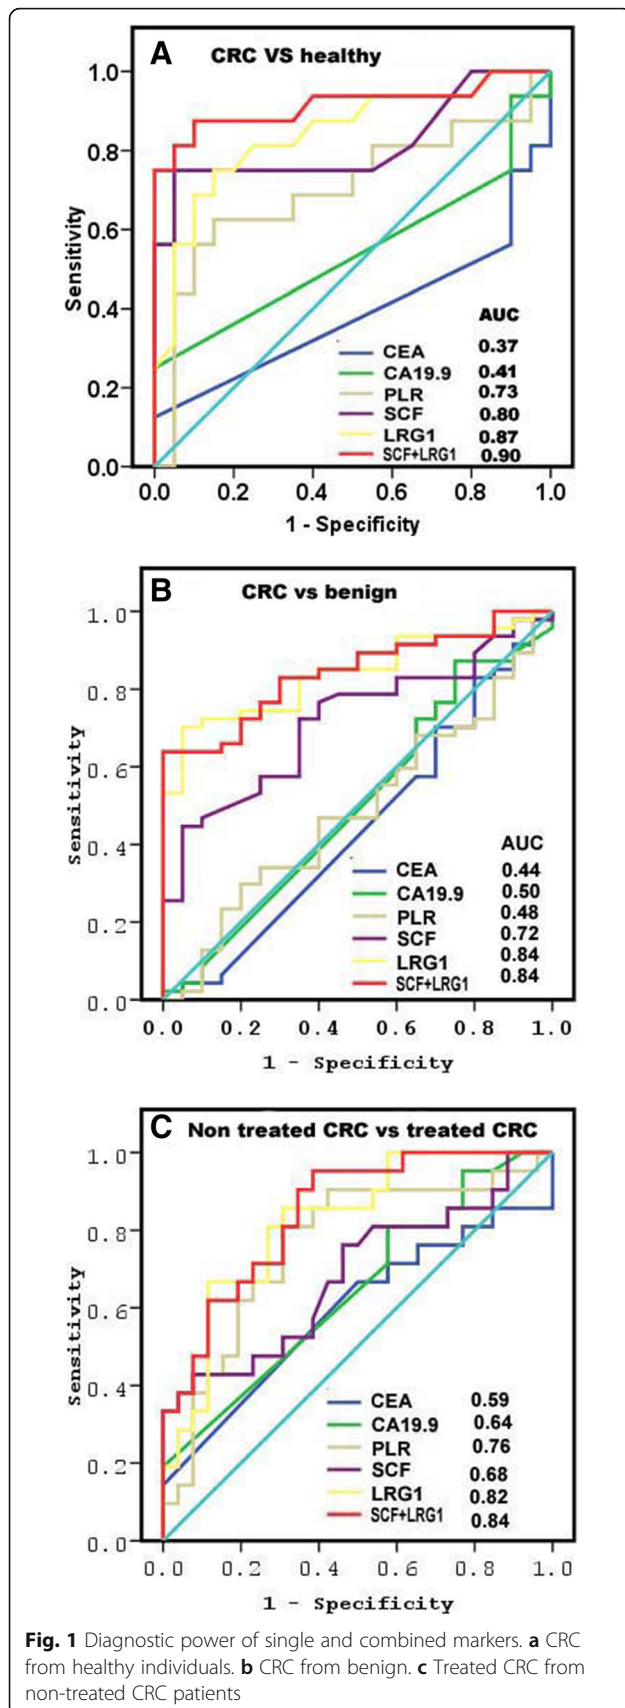 A
CRC VS healthy
Sensitivity
1.0
0.8
0.6
0.4
0.2
0.0
AUC
CEA 0.37
CA19.9 0.41
PLR 0.73
SCF 0.80
LRG1 0.87
SCF+LRG1 0.90
0.0 0.2 0.4 0.6 0.8 1.0
1 - Specificity
B
CRC vs benign
Sensitivity
1.0
0.8
0.6
0.4
0.2
0.0
AUC
CEA 0.44
CA19.9 0.50
PLR 0.48
SCF 0.72
LRG1 0.84
SCF+LRG1 0.84
0.0 0.2 0.4 0.6 0.8 1.0
1 - Specificity
C
Non treated CRC vs treated CRC
Sensitivity
1.0
0.8
0.6
0.4
0.2
0.0
CEA 0.59
CA19.9 0.64
PLR 0.76
SCF 0.68
LRG1 0.82
SCF+LRG1 0.84
0.0 0.2 0.4 0.6 0.8 1.0
1 - Specificity
Fig. 1 Diagnostic power of single and combined markers. a CRC
from healthy individuals. b CRC from benign. c Treated CRC from
non-treated CRC patients